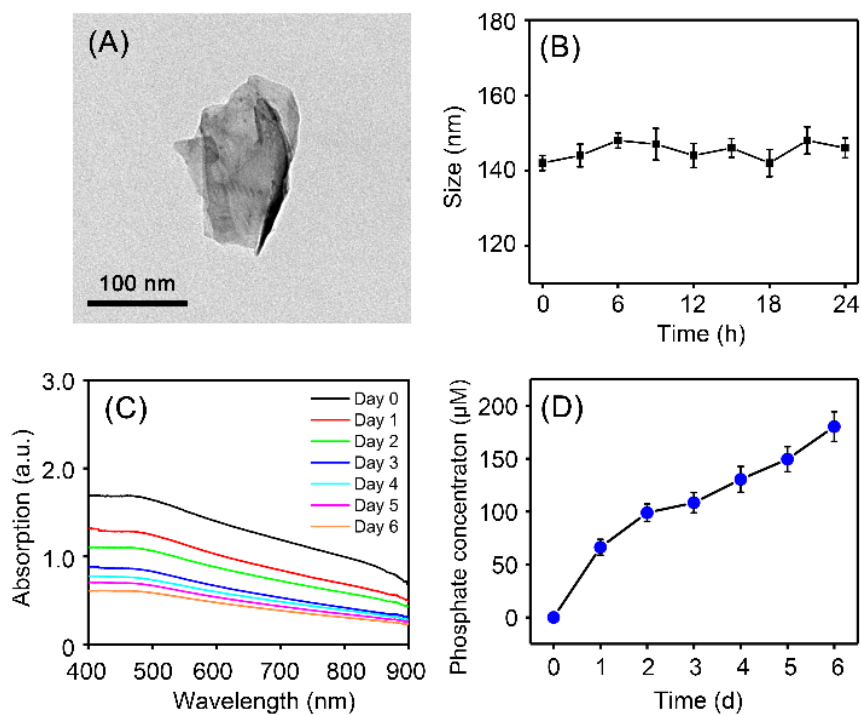 (A)
100 nm
(B)
180
160
140
120
Size (nm)
0 6 12 18 24
Time (h)
(C)
3.0
2.0
1.0
0
Absorption (a.u.)
Day 0
Day 1
Day 2
Day 3
Day 4
Day 5
Day 6
400 500 600 700 800 900
Wavelength (nm)
(D)
200
150
100
50
0
Phosphate concentraton (μM)
0 1 2 3 4 5 6
Time (d)